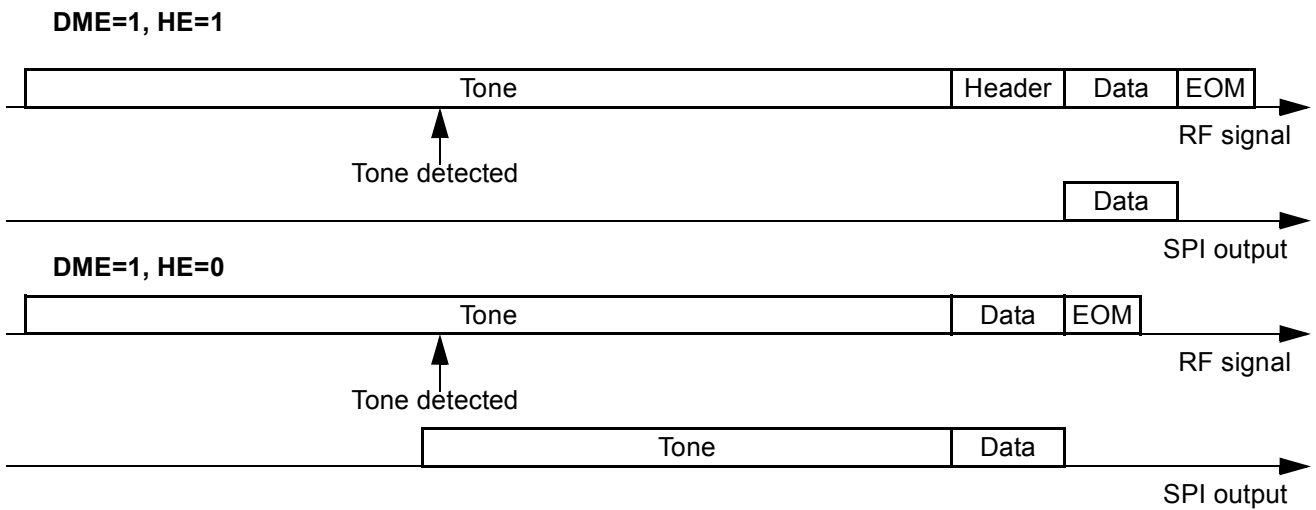 DME=1, HE=1
Tone Header Data EOM
RF signal
Tone detected
Data
SPI output
DME=1, HE=0
Tone Data EOM
RF signal
Tone detected
Tone Data
SPI output